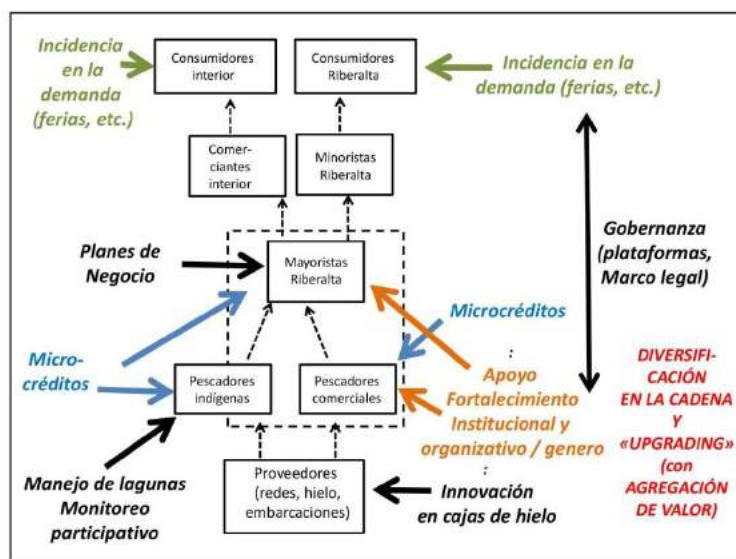 Incidencia
en la
demanda
(ferias, etc.)
Consumidores
interior
Consumidores
Riberalta
Incidencia en la
demanda (ferias, etc.)
Comer-
ciantes
interior
Minoristas
Riberalta
Gobernanza
(plataformas,
Marco legal)
Planes de
Negocio
Mayoristas
Riberalta
Microcréditos
:
Micro-
créditos
Pescadores
indígenas
Pescadores
comerciales
Apoyo
Fortalecimiento
Institucional y
organizativo / genero
:
DIVERSIFI-
CACIÓN
EN LA CADENA
Y
«UPGRADING»
(con
AGREGACIÓN
DE VALOR)
Manejo de lagunas
Monitoreo
participativo
Proveedores
(redes, hielo,
embarcaciones)
Innovación
en cajas de hielo